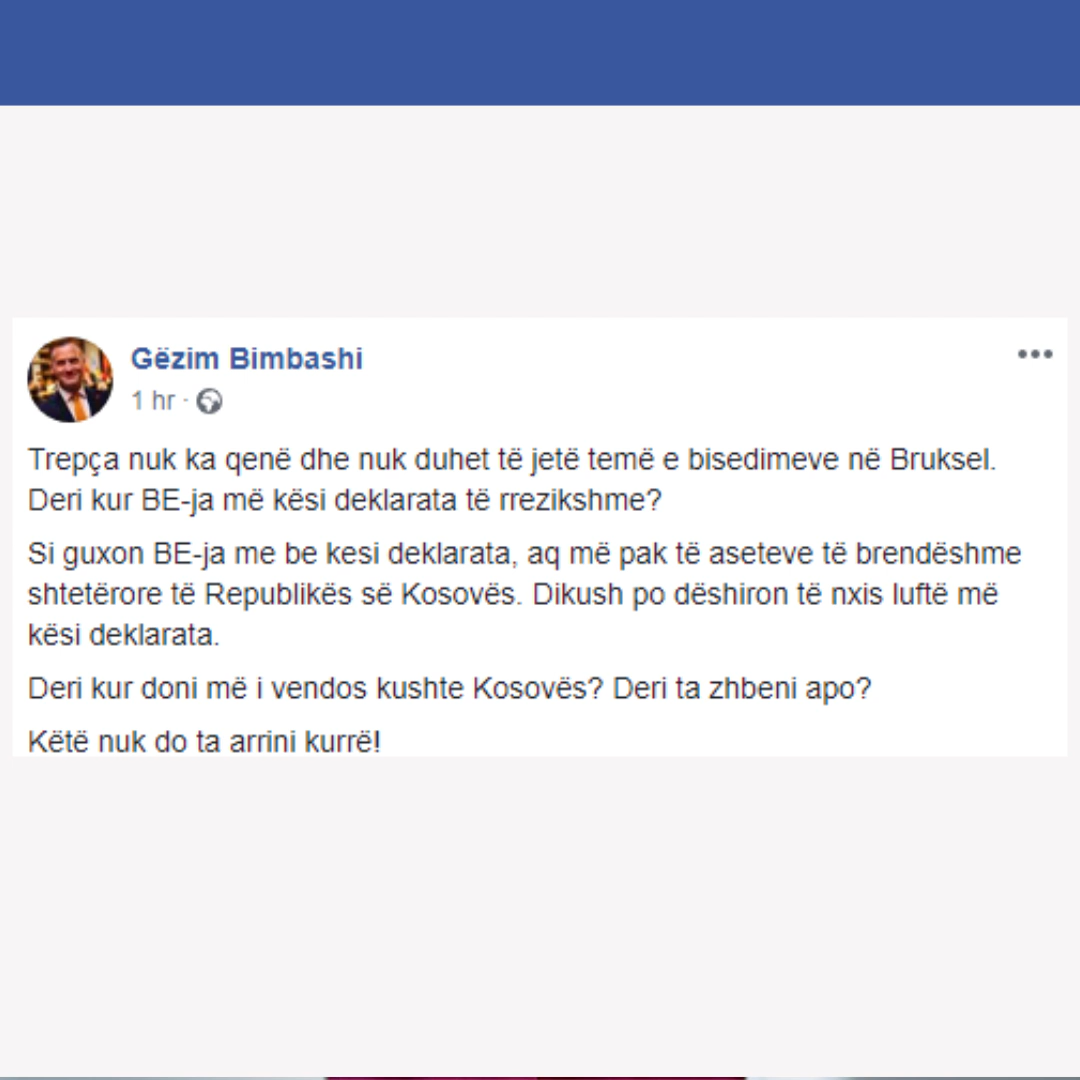 Gëzim Bimbashi
1 hr ·
Trepça nuk ka qenë dhe nuk duhet të jetë temë e bisedimeve në Bruksel.
Deri kur BE-ja më kësi deklarata të rrezikshme?
Si guxon BE-ja me be kesi deklarata, aq më pak të aseteve të brendëshme
shtetërore të Republikës së Kosovës. Dikush po dëshiron të nxis luftë më
kësi deklarata.
Deri kur doni më i vendos kushte Kosovës? Deri ta zhbeni apo?
Këtë nuk do ta arrini kurrë!